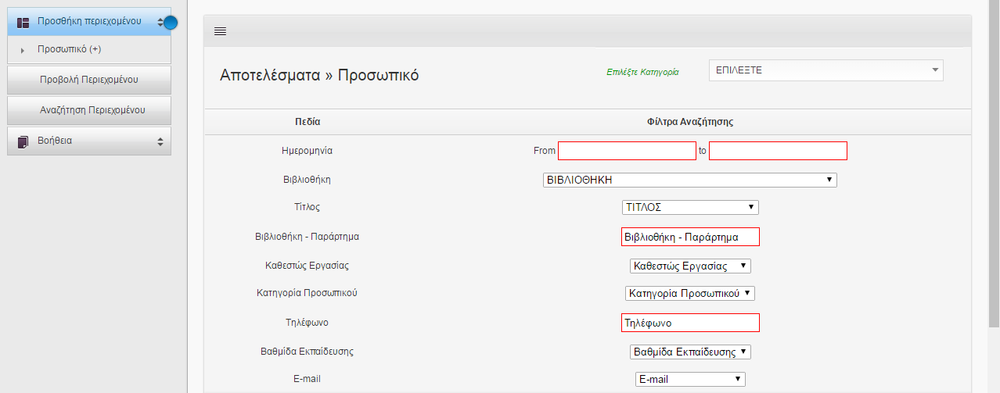 Προσθήκη περιεχομένου
Προσωπικό (+)
Προβολή Περιεχομένου
Αναζήτηση Περιεχομένου
Βοήθεια
Αποτελέσματα » Προσωπικό
Επιλέξτε Κατηγορία
ΕΠΙΛΕΞΤΕ
Πεδία Φίλτρα Αναζήτησης
Ημερομηνία From to
Βιβλιοθήκη ΒΙΒΛΙΟΘΗΚΗ
Τίτλος ΤΙΤΛΟΣ
Βιβλιοθήκη - Παράρτημα Βιβλιοθήκη - Παράρτημα
Καθεστώς Εργασίας Καθεστώς Εργασίας
Κατηγορία Προσωπικού Κατηγορία Προσωπικού
Τηλέφωνο Τηλέφωνο
Βαθμίδα Εκπαίδευσης Βαθμίδα Εκπαίδευσης
E-mail E-mail